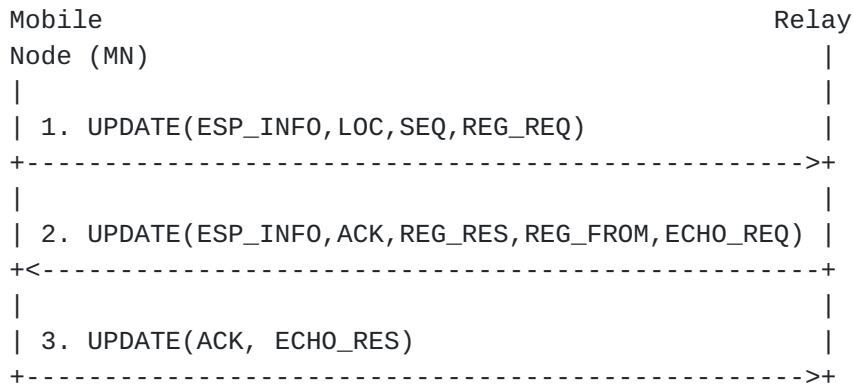 Mobile Relay
Node (MN) |
| |
| 1. UPDATE(ESP_INFO,LOC,SEQ,REG_REQ) |
+-------------------------------------------------->+
| |
| 2. UPDATE(ESP_INFO,ACK,REG_RES,REG_FROM,ECHO_REQ) |
+<--------------------------------------------------+
| |
| 3. UPDATE(ACK, ECHO_RES) |
+-------------------------------------------------->+